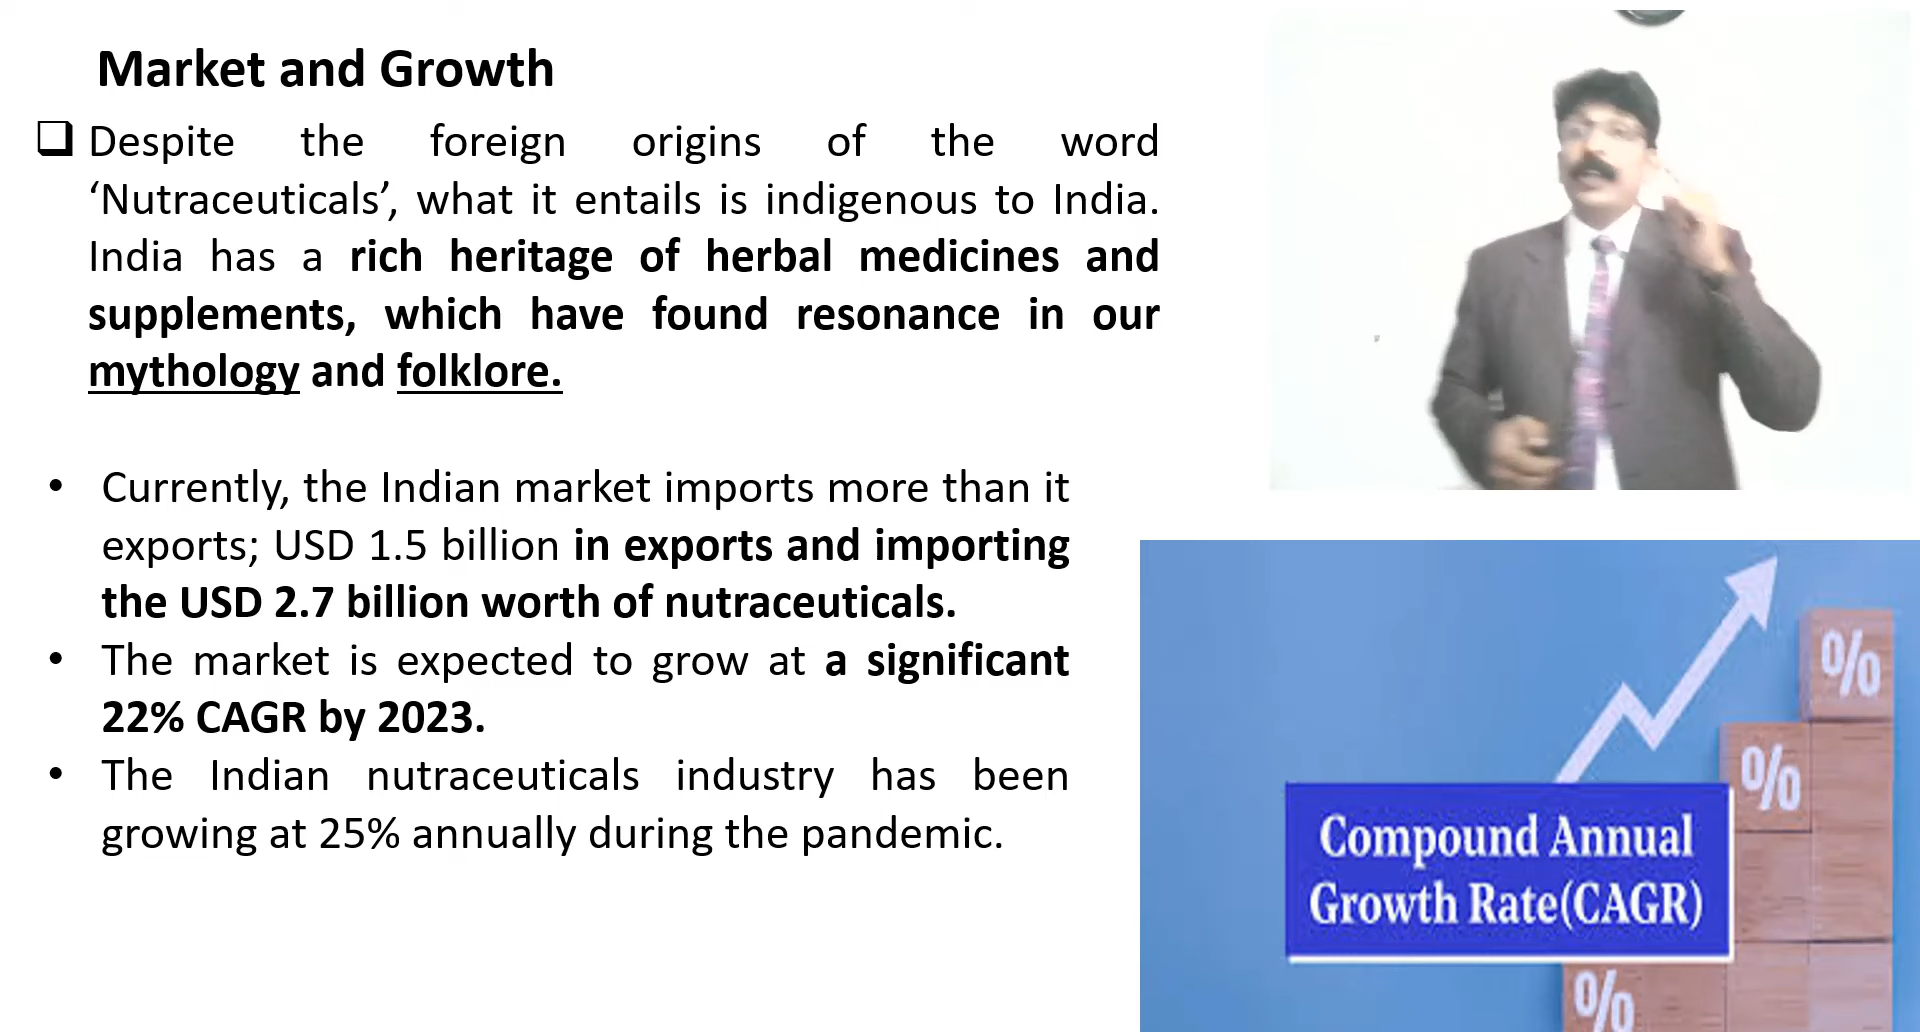 Market and Growth
Despite the foreign origins of the word
‘Nutraceuticals’, what it entails is indigenous to India.
India has a rich heritage of herbal medicines and
supplements, which have found resonance in our
mythology and folklore.
• Currently, the Indian market imports more than it
exports; USD 1.5 billion in exports and importing
the USD 2.7 billion worth of nutraceuticals.
• The market is expected to grow at a significant
22% CAGR by 2023.
• The Indian nutraceuticals industry has been
growing at 25% annually during the pandemic.
%
%
Compound Annual
Growth Rate(CAGR)
%